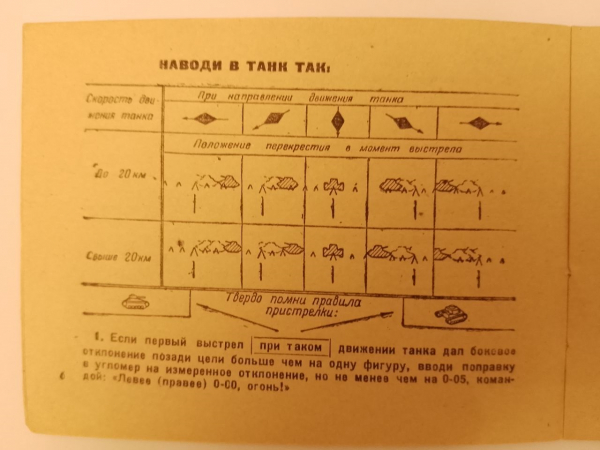 НАВОДИ В ТАНК ТАК:
Скорость дви-
жения танка
При направлении движения танка
Положение перекрестия в момент выстрела
До 20 км
Свыше 20 км
Твердо помни правила
пристрелки:
1. Если первый выстрел при таком движении танка дал боковое
отклонение позади цели больше чем на одну фигуру, вводи поправку
в угломер на измеренное отклонение, но не менее чем на 0-05, коман-
дой: «Левее (правее) 0-00, огонь!»
6